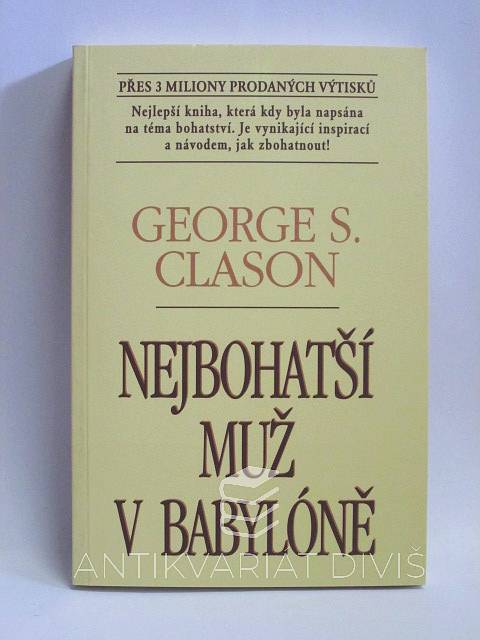 PŘES 3 MILIONY PRODANÝCH VÝTISKŮ
Nejlepší kniha, která kdy byla napsána
na téma bohatství. Je vynikající inspirací
a návodem, jak zbohatnout!
GEORGE S.
CLASON
NEJBOHATŠÍ
MUŽ
V BABYLÓNĚ
ANTIKVARIÁT DIVIŠ